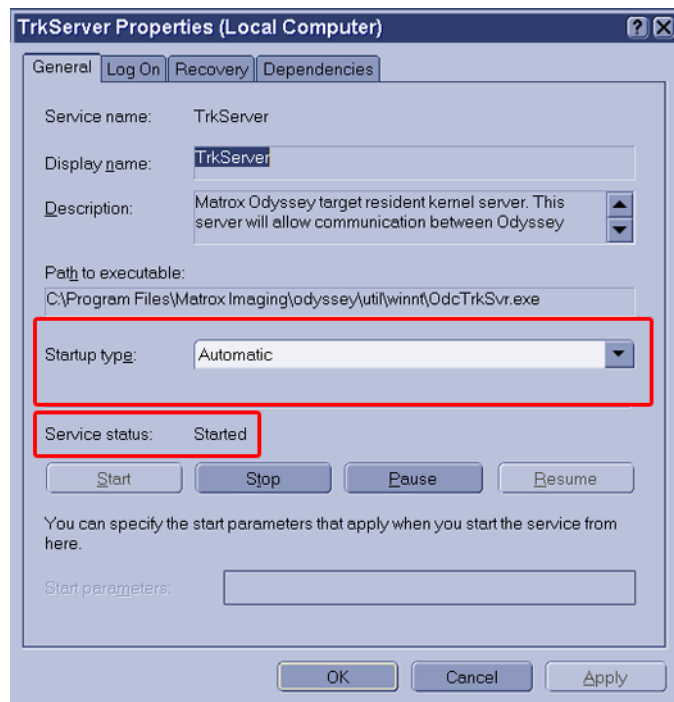 TrkServer Properties (Local Computer)
General Log On Recovery Dependencies
Service name: TrkServer
Display name: TrkServer
Description: Matrox Odyssey target resident kernel server. This
server will allow communication between Odyssey
Path to executable:
C:\Program Files\Matrox Imaging\odyssey\util\winnt\OdcTrkSvr.exe
Startup type: Automatic
Service status: Started
Start Stop Pause Resume
You can specify the start parameters that apply when you start the service from
here.
Start parameters:
OK Cancel Apply